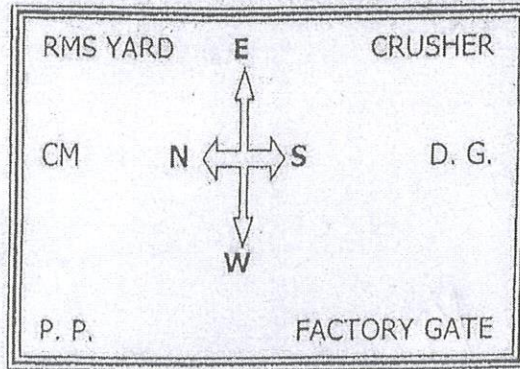 RMS YARD E CRUSHER
CM N S D. G.
W
P. P. FACTORY GATE